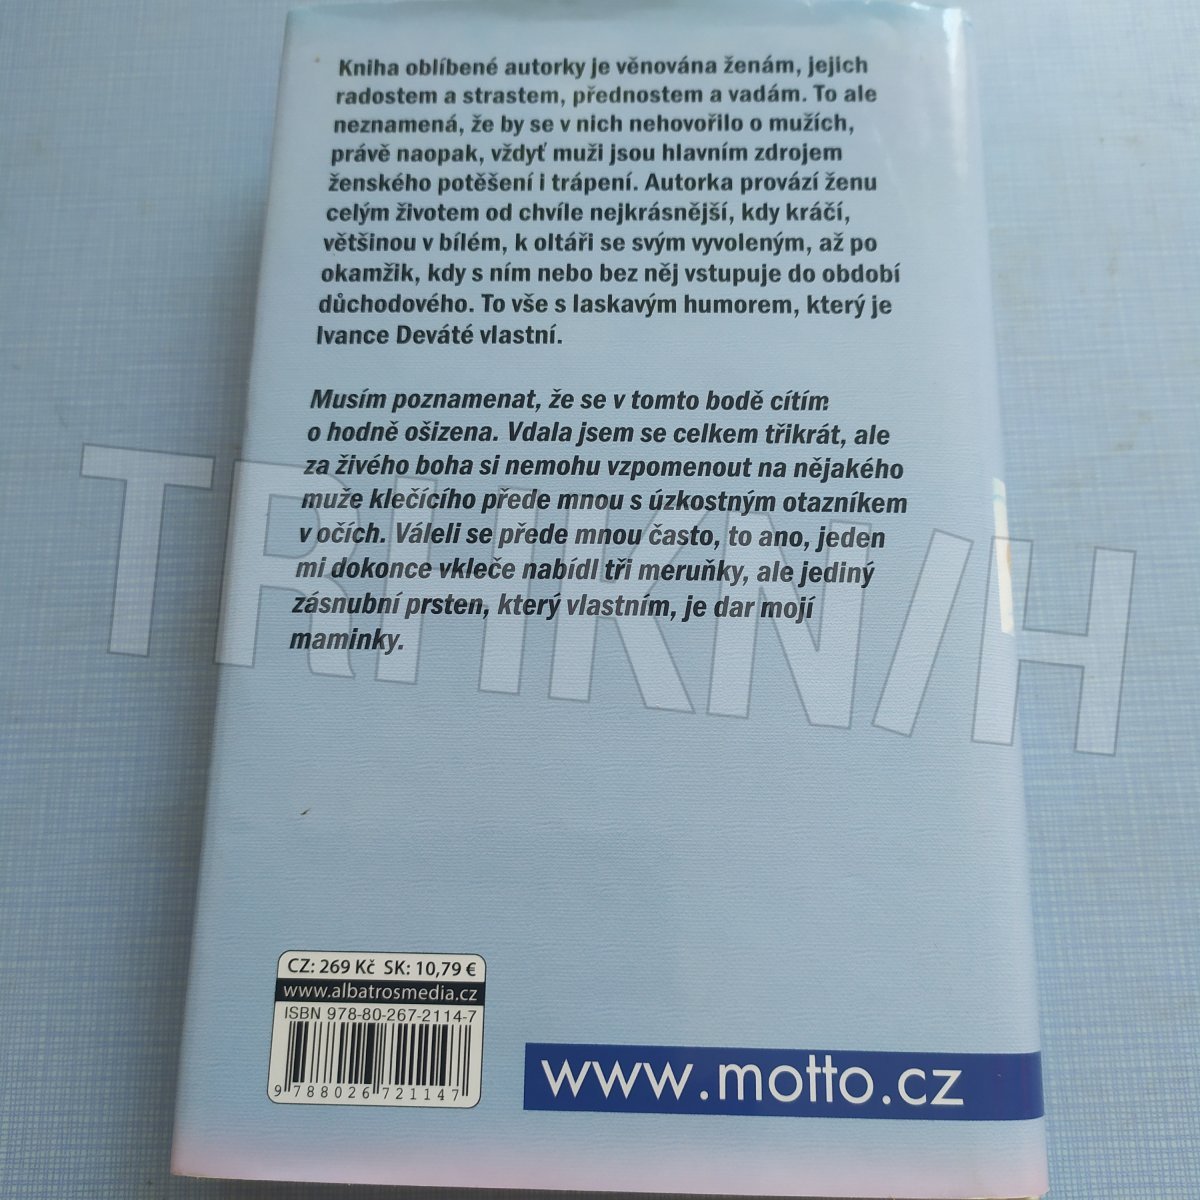 Kniha oblíbené autorky je věnována ženám, jejich
radostem a strastem, přednostem a vadám. To ale
neznamená, že by se v nich nehovořilo o mužích,
právě naopak, vždyť muži jsou hlavním zdrojem
ženského potěšení i trápení. Autorka provází ženu
celým životem od chvíle nejkrásnější, kdy kráčí,
většinou v bílém, k oltáři se svým vyvoleným, až po
okamžik, kdy s ním nebo bez něj vstupuje do období
důchodového. To vše s laskavým humorem, který je
Ivance Deváté vlastní.
Musím poznamenat, že se v tomto bodě cítím
o hodně ošizena. Vdala jsem se celkem třikrát, ale
za živého boha si nemohu vzpomenout na nějakého
muže klečícího přede mnou s úzkostným otazníkem
v očích. Váleli se přede mnou často, to ano, jeden
mi dokonce vkleče nabídl tři meruňky, ale jediný
zásnubní prsten, který vlastním, je dar mojí
maminky.
TRHKN/H
CZ: 269 Kč SK: 10,79 €
www.albatrosmedia.cz
ISBN 978-80-267-2114-7
9 788026 721147
www.motto.cz